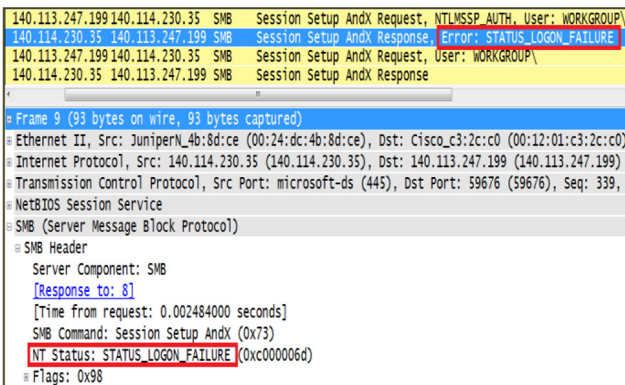 140.113.247.199 140.114.230.35 SMB Session Setup AndX Request, NTLMSSP_AUTH, User: WORKGROUP\
140.114.230.35 140.113.247.199 SMB Session Setup AndX Response, Error: STATUS_LOGON_FAILURE
140.113.247.199 140.114.230.35 SMB Session Setup AndX Request, User: WORKGROUP\
140.114.230.35 140.113.247.199 SMB Session Setup AndX Response
Frame 9 (93 bytes on wire, 93 bytes captured)
Ethernet II, Src: JuniperN_4b:8d:ce (00:24:dc:4b:8d:ce), Dst: Cisco_c3:2c:c0 (00:12:01:c3:2c:c0)
Internet Protocol, Src: 140.114.230.35 (140.114.230.35), Dst: 140.113.247.199 (140.113.247.199)
Transmission Control Protocol, Src Port: microsoft-ds (445), Dst Port: 59676 (59676), Seq: 339,
NetBIOS Session Service
SMB (Server Message Block Protocol)
SMB Header
Server Component: SMB
[Response to: 8]
[Time from request: 0.002484000 seconds]
SMB Command: Session Setup AndX (0x73)
NT Status: STATUS_LOGON_FAILURE (0xc000006d)
Flags: 0x98